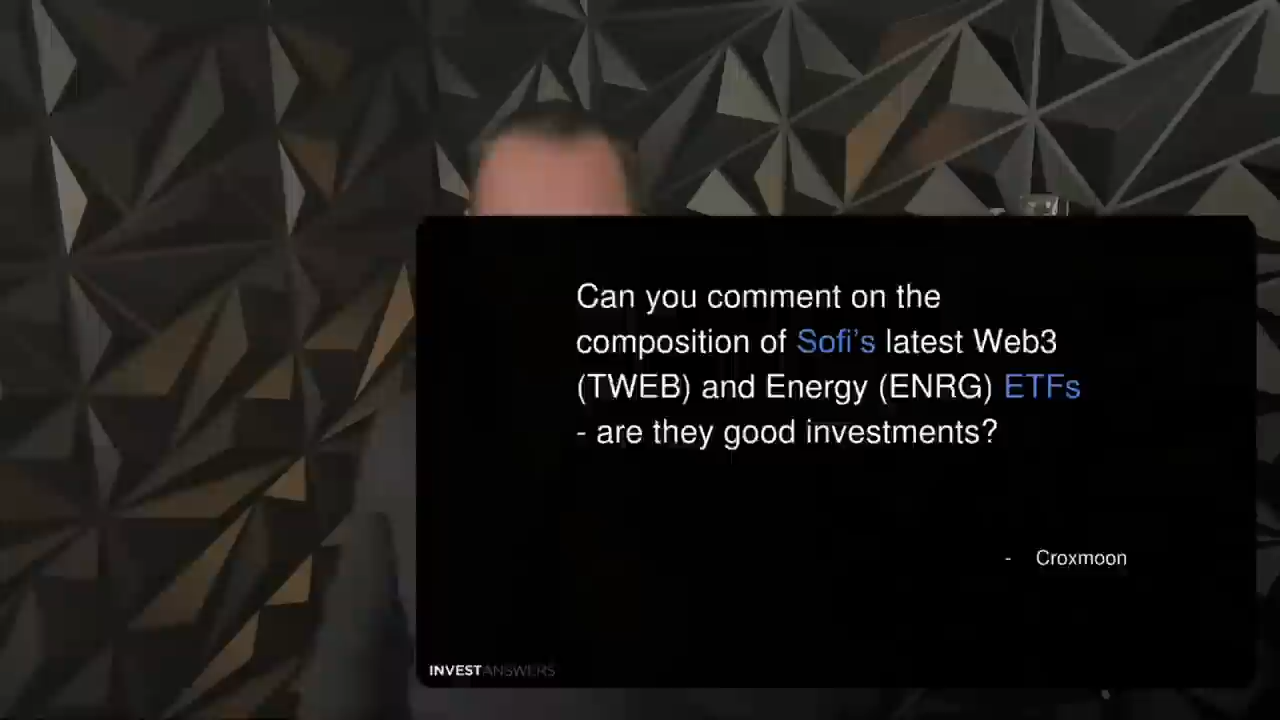 Can you comment on the
composition of Sofi's latest Web3
(TWEB) and Energy (ENRG) ETFs
- are they good investments?
- Croxmoon
INVESTANSWERS